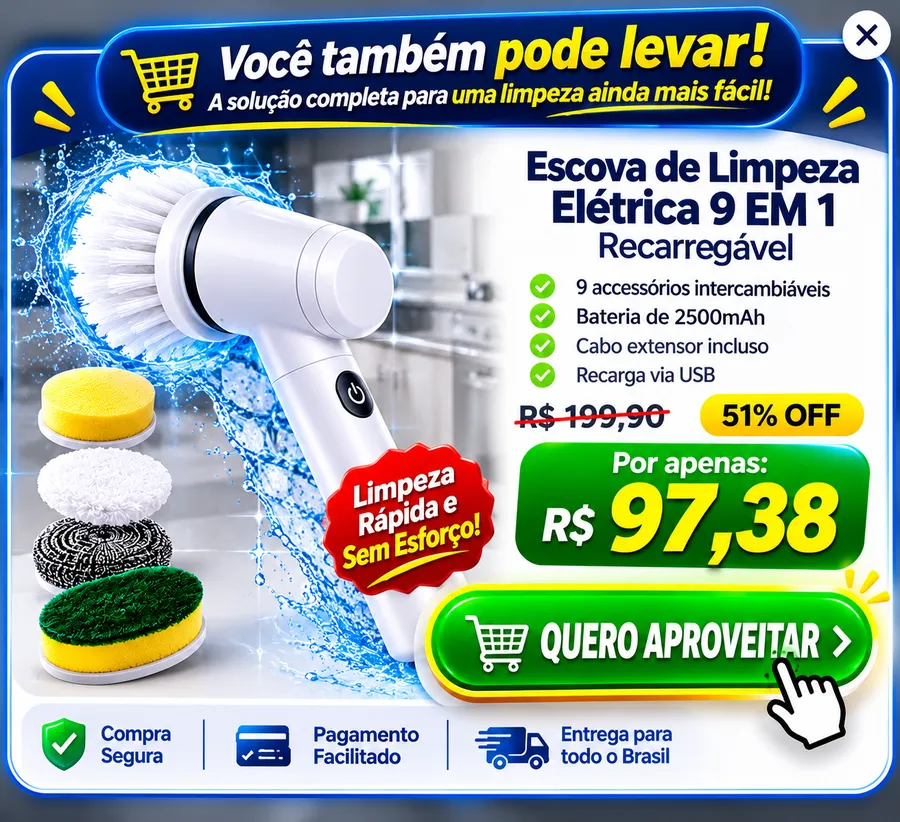 Você também pode levar!
A solução completa para uma limpeza ainda mais fácil!
Escova de Limpeza
Elétrica 9 EM 1
Recarregável
9 accessórios intercambiáveis
Bateria de 2500mAh
Cabo extensor incluso
Recarga via USB
R$ 199,90
51% OFF
Por apenas:
R$ 97,38
Limpeza
Rápida e
Sem Esforço!
QUERO APROVEITAR
Compra
Segura
Pagamento
Facilitado
Entrega para
todo o Brasil